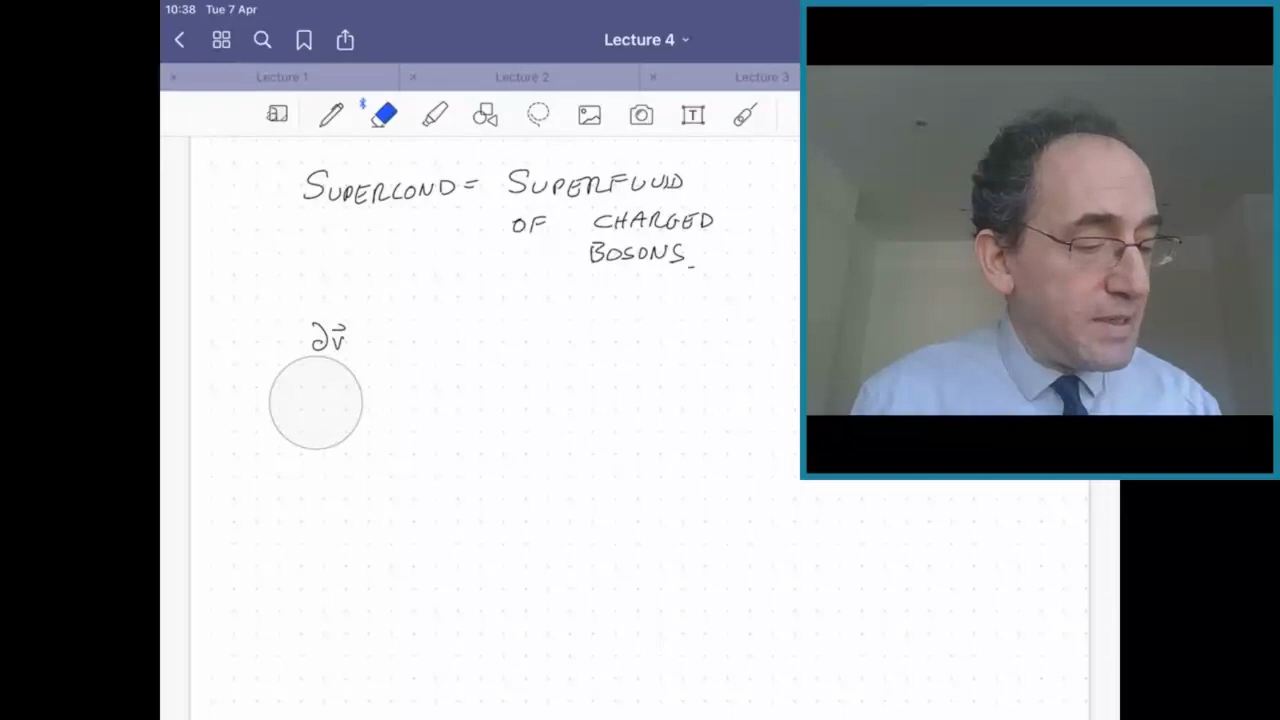 10:38 Tue 7 Apr
Lecture 4
× Lecture 1 × Lecture 2 × Lecture 3
T
SUPERCOND = SUPERFLUID
OF CHARGED
BOSONS.
∂v⃗